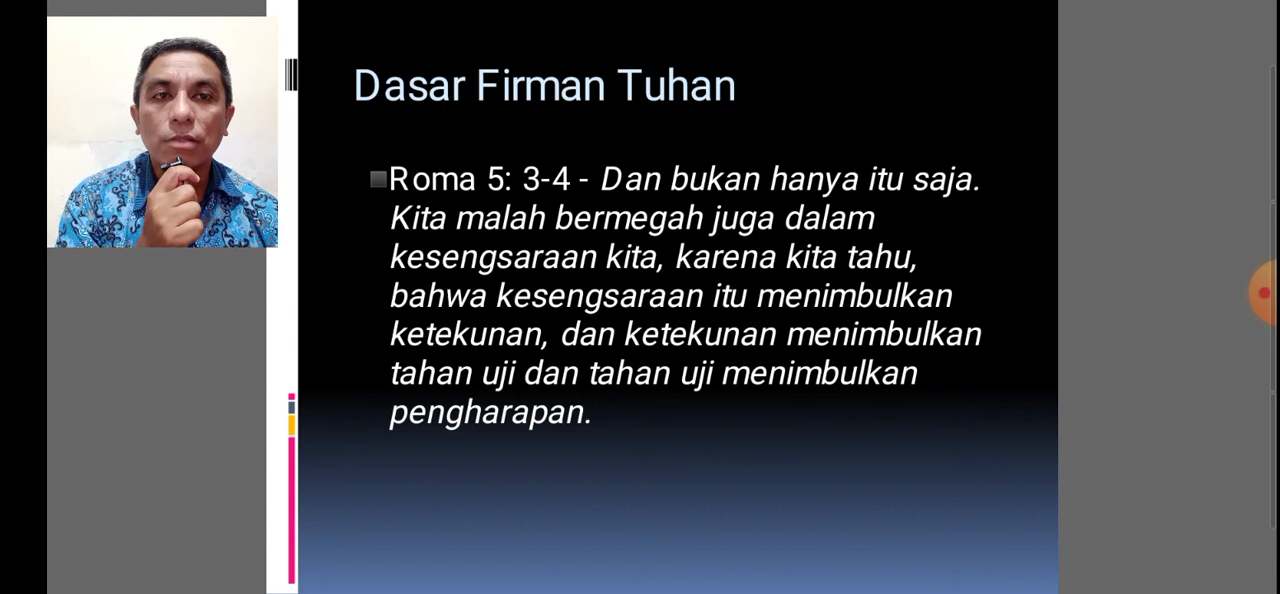 Dasar Firman Tuhan
Roma 5: 3-4 - Dan bukan hanya itu saja.
Kita malah bermegah juga dalam
kesengsaraan kita, karena kita tahu,
bahwa kesengsaraan itu menimbulkan
ketekunan, dan ketekunan menimbulkan
tahan uji dan tahan uji menimbulkan
pengharapan.